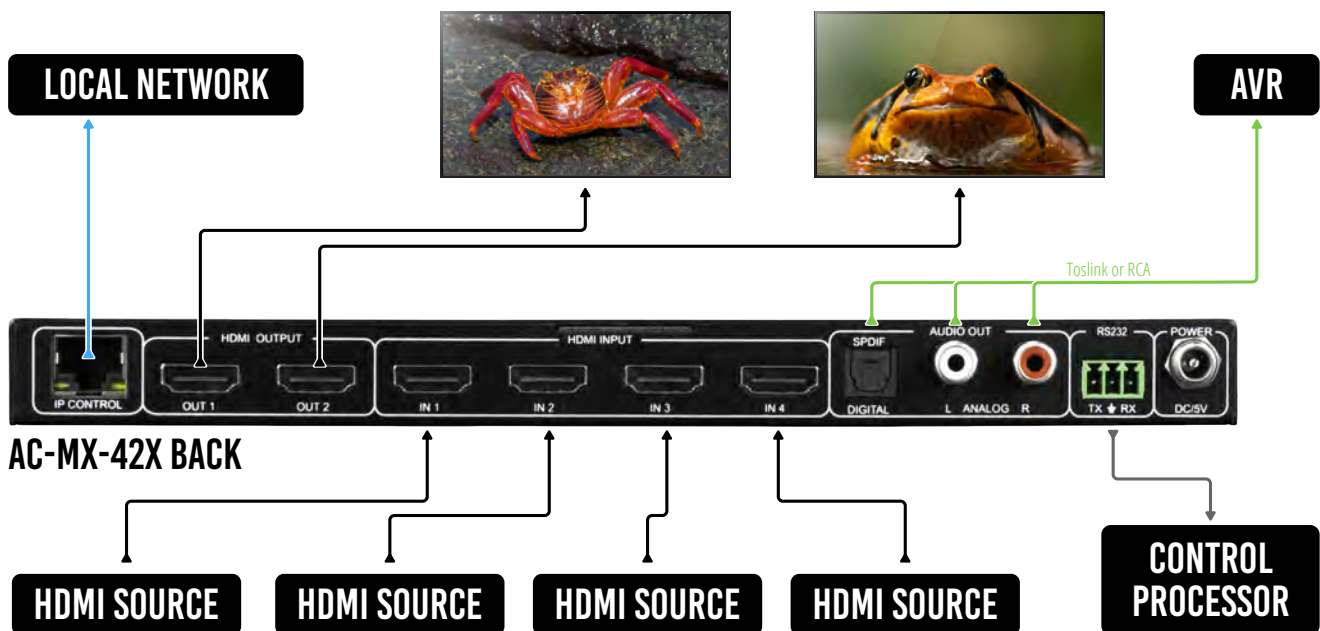 LOCAL NETWORK
AVR
Toslink or RCA
HDMI OUTPUT
HDMI INPUT
SPDIF
AUDIO OUT
RS232
POWER
IP CONTROL
OUT 1
OUT 2
IN 1
IN 2
IN 3
IN 4
DIGITAL
L ANALOG R
TX RX
DC/5V
AC-MX-42X BACK
HDMI SOURCE
HDMI SOURCE
HDMI SOURCE
HDMI SOURCE
CONTROL
PROCESSOR